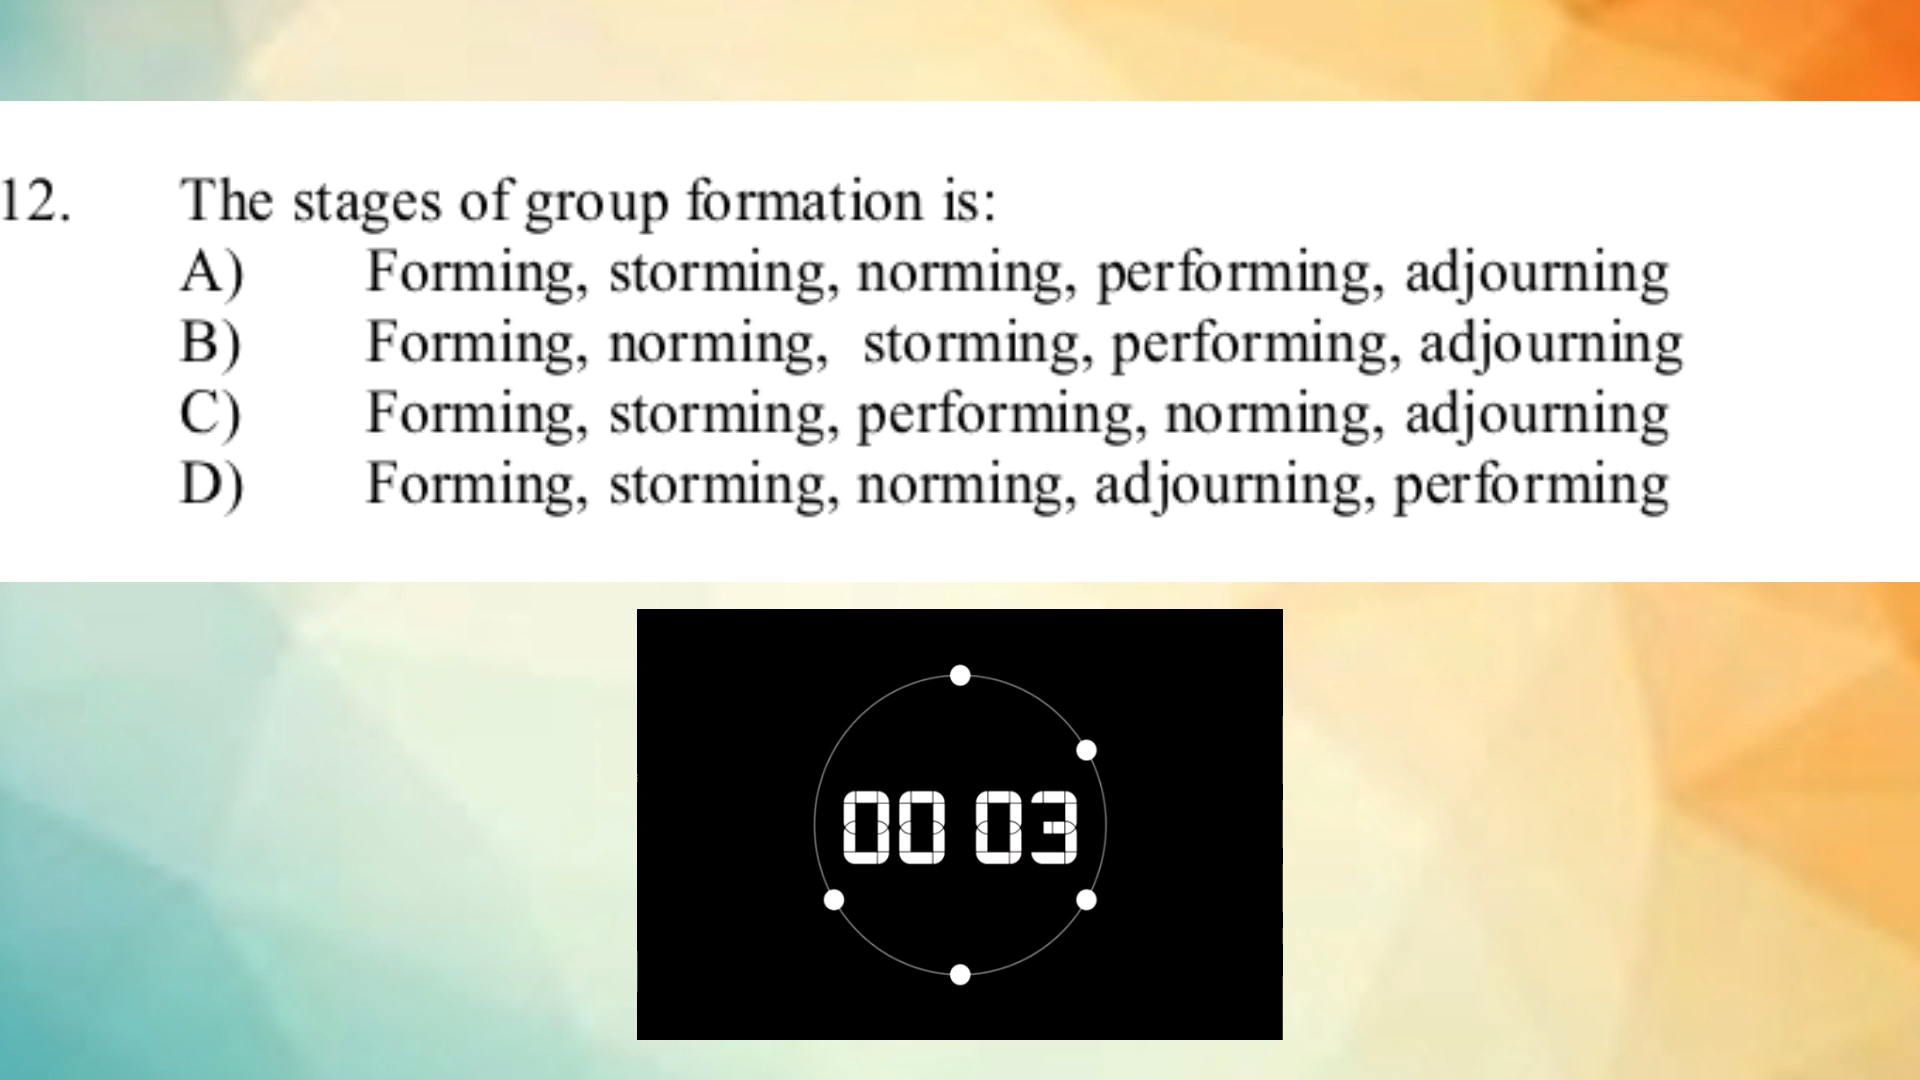 12. The stages of group formation is:
A) Forming, storming, norming, performing, adjourning
B) Forming, norming, storming, performing, adjourning
C) Forming, storming, performing, norming, adjourning
D) Forming, storming, norming, adjourning, performing
00 03